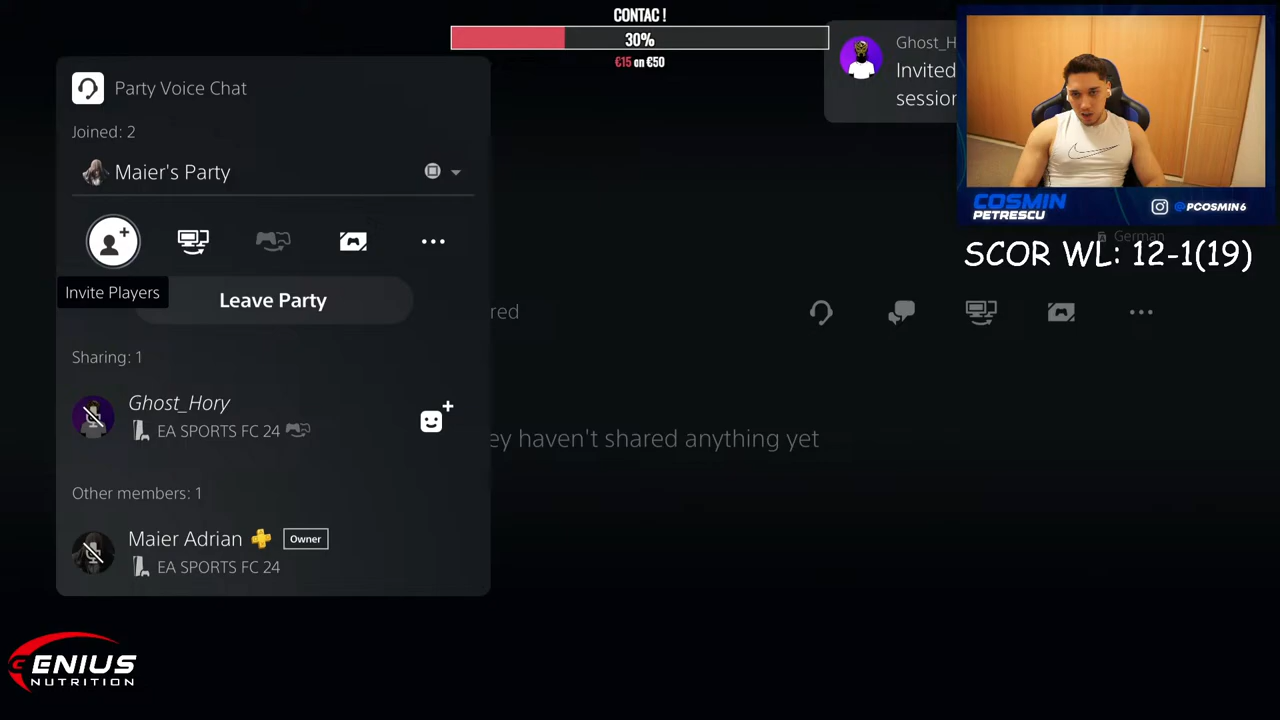 CONTAC !
30%
€15 on €50
Party Voice Chat
Joined: 2
Maier's Party
Invite Players
Leave Party
Sharing: 1
Ghost_Hory
EA SPORTS FC 24
Other members: 1
Maier Adrian
Owner
EA SPORTS FC 24
Ghost_H
Invited
session
COSMIN
PETRESCU
@PCOSMIN6
German
SCOR WL: 12-1(19)
red
ey haven't shared anything yet
GENIUS
NUTRITION